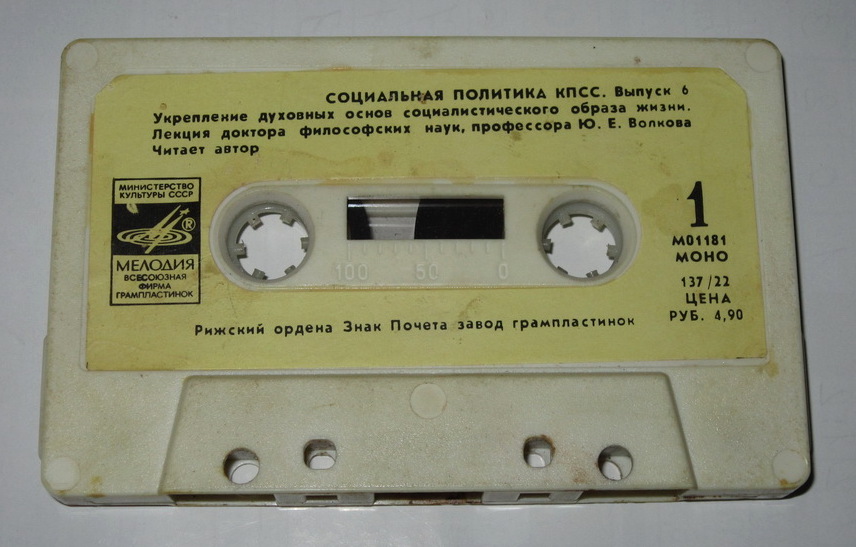 СОЦИАЛЬНАЯ ПОЛИТИКА КПСС. Выпуск 6
Укрепление духовных основ социалистического образа жизни.
Лекция доктора философских наук, профессора Ю. Е. Волкова
Читает автор
МИНИСТЕРСТВО
КУЛЬТУРЫ СССР
®
МЕЛОДИЯ
ВСЕСОЮЗНАЯ
ФИРМА
ГРАМПЛАСТИНОК
100 50 0
1
М01181
МОНО
137/22
ЦЕНА
РУБ. 4,90
Рижский ордена Знак Почета завод грампластинок